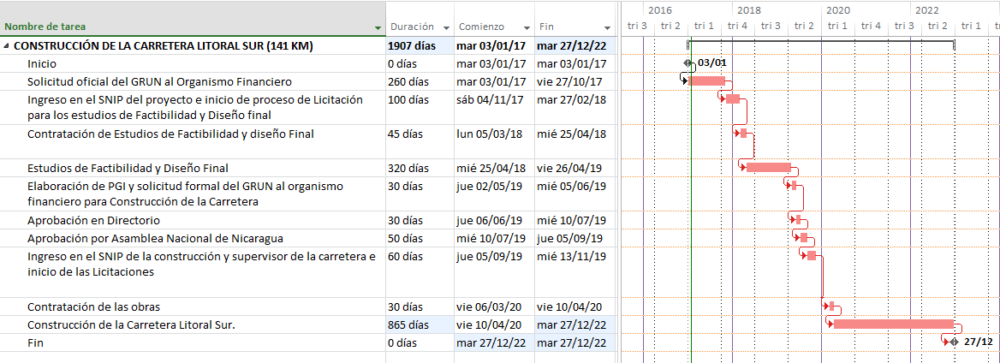 2016 2018 2020 2022
Nombre de tarea Duración Comienzo Fin tri 3 tri 2 tri 1 tri 4 tri 3 tri 2 tri 1 tri 4 tri 3 tri 2 tri 1 tri
CONSTRUCCIÓN DE LA CARRETERA LITORAL SUR (141 KM) 1907 días mar 03/01/17 mar 27/12/22
Inicio 0 días mar 03/01/17 mar 03/01/17 03/01
Solicitud oficial del GRUN al Organismo Financiero 260 días mar 03/01/17 vie 27/10/17
Ingreso en el SNIP del proyecto e inicio de proceso de Licitación 100 días sáb 04/11/17 mar 27/02/18
para los estudios de Factibilidad y Diseño final
Contratación de Estudios de Factibilidad y diseño Final 45 días lun 05/03/18 mié 25/04/18
Estudios de Factibilidad y Diseño Final 320 días mié 25/04/18 vie 26/04/19
Elaboración de PGI y solicitud formal del GRUN al organismo 30 días jue 02/05/19 mié 05/06/19
financiero para Construcción de la Carretera
Aprobación en Directorio 30 días jue 06/06/19 mié 10/07/19
Aprobación por Asamblea Nacional de Nicaragua 50 días mié 10/07/19 jue 05/09/19
Ingreso en el SNIP de la construcción y supervisor de la carretera e 60 días jue 05/09/19 mié 13/11/19
inicio de las Licitaciones
Contratación de las obras 30 días vie 06/03/20 vie 10/04/20
Construcción de la Carretera Litoral Sur. 865 días vie 10/04/20 mar 27/12/22
Fin 0 días mar 27/12/22 mar 27/12/22 27/12